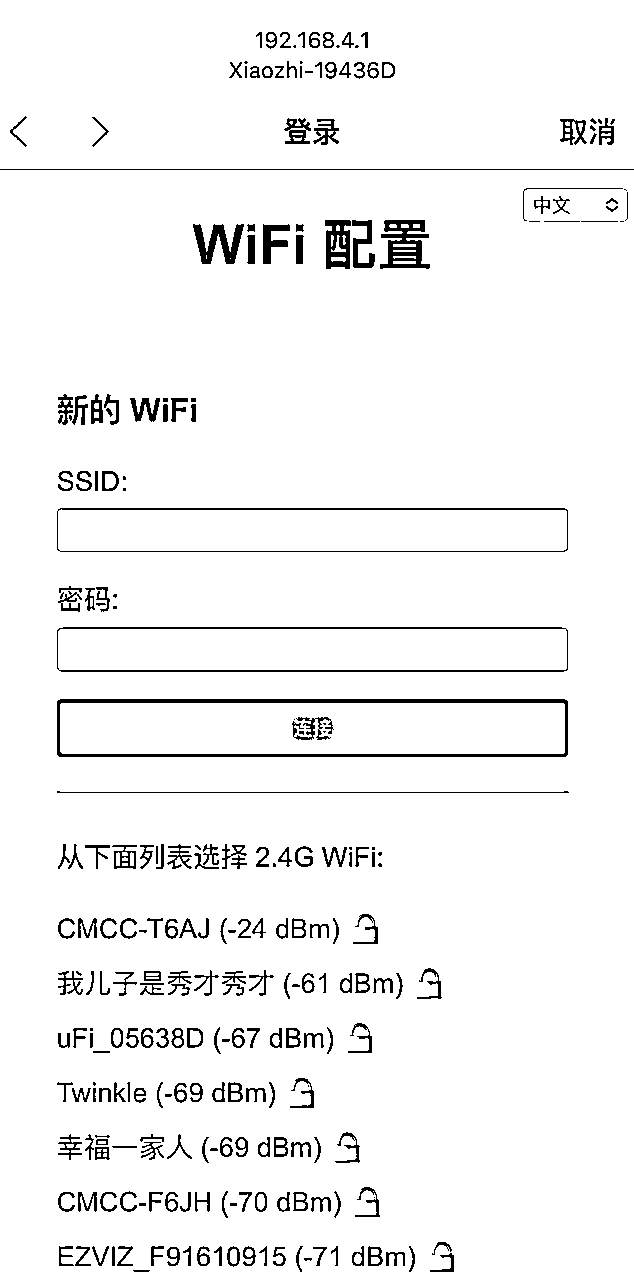 192.168.4.1
Xiaozhi-19436D
登录
取消
中文
WiFi 配置
新的 WiFi
SSID:
密码:
连接
从下面列表选择 2.4G WiFi:
CMCC-T6AJ (-24 dBm)
我儿子是秀才秀才 (-61 dBm)
uFi_05638D (-67 dBm)
Twinkle (-69 dBm)
幸福一家人 (-69 dBm)
CMCC-F6JH (-70 dBm)
EZVIZ_F91610915 (-71 dBm)